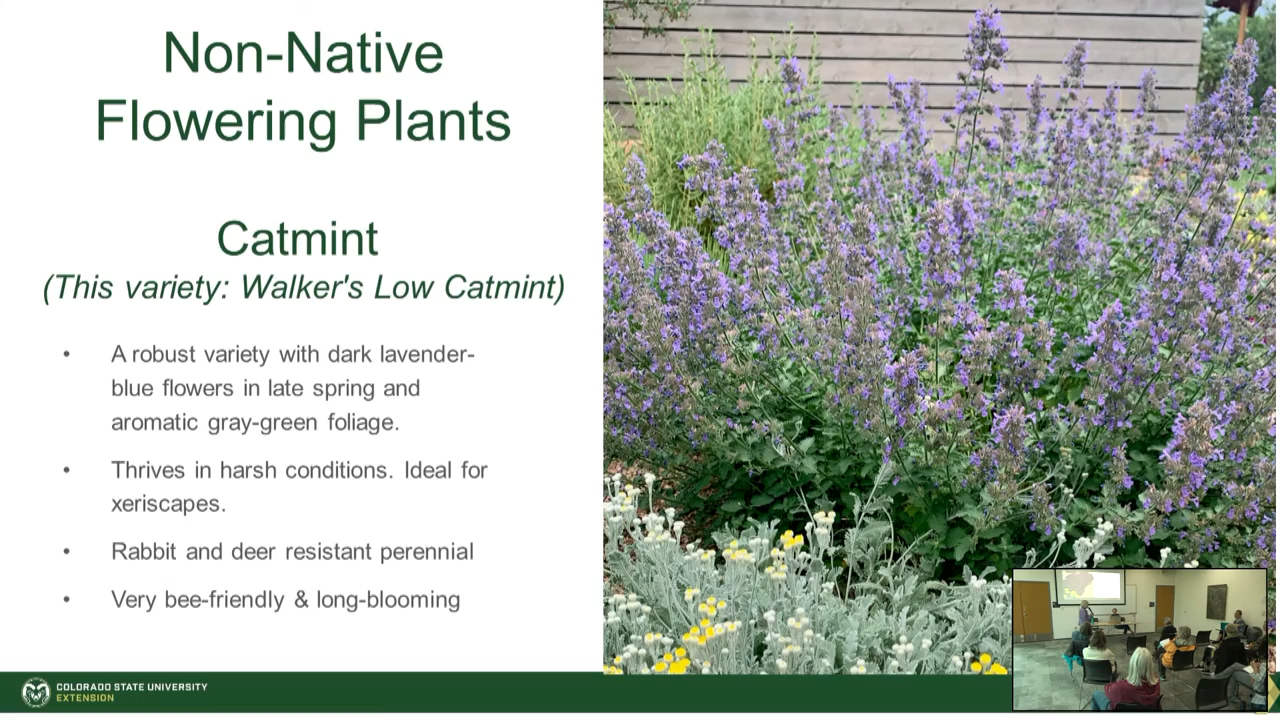 Non-Native
Flowering Plants
Catmint
(This variety: Walker's Low Catmint)
• A robust variety with dark lavender-
blue flowers in late spring and
aromatic gray-green foliage.
• Thrives in harsh conditions. Ideal for
xeriscapes.
• Rabbit and deer resistant perennial
• Very bee-friendly & long-blooming
COLORADO STATE UNIVERSITY
EXTENSION